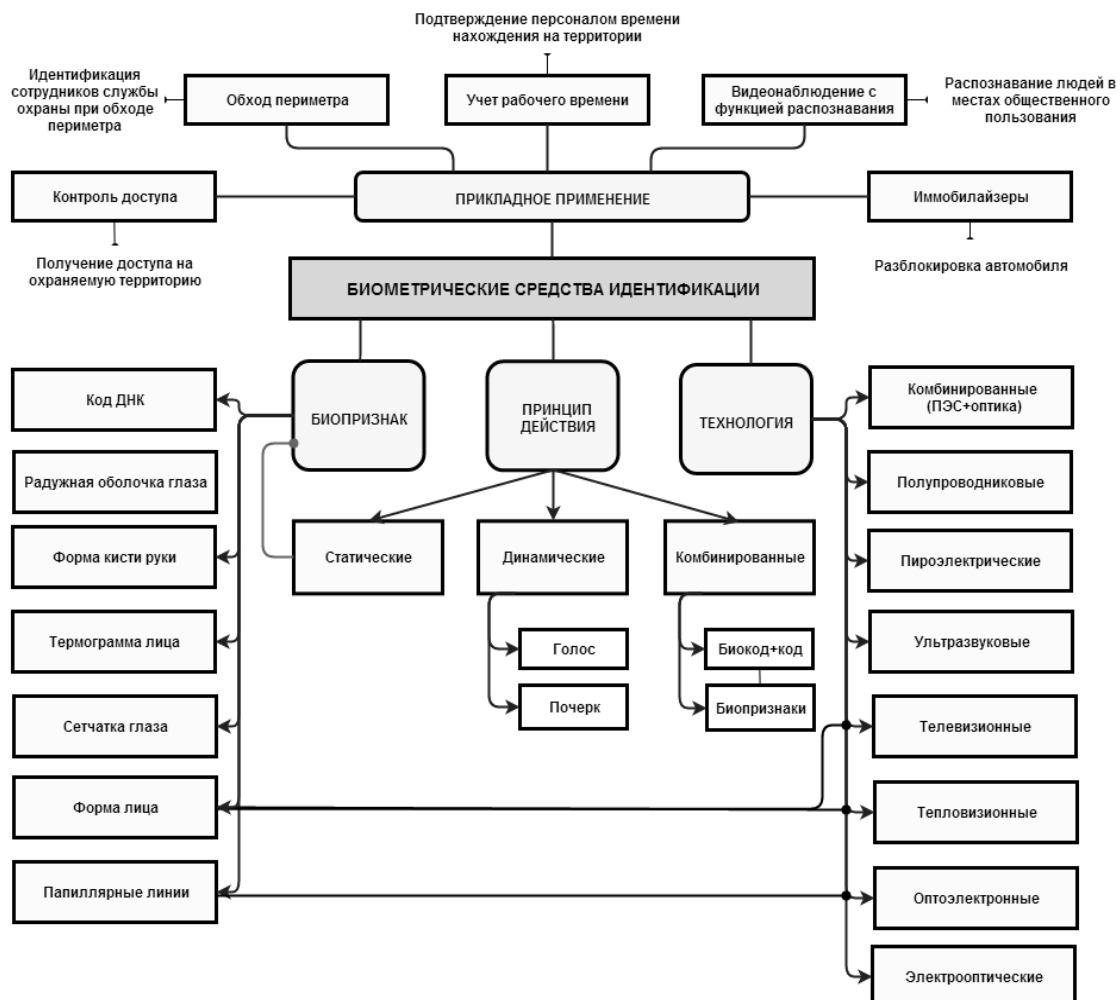 Подтверждение персоналом времени
нахождения на территории
Идентификация
сотрудников службы
охраны при обходе
периметра
Обход периметра
Учет рабочего времени
Видеонаблюдение с
функцией распознавания
Распознавание людей в
местах общественного
пользования
Контроль доступа
ПРИКЛАДНОЕ ПРИМЕНЕНИЕ
Иммобилайзеры
Получение доступа на
охраняемую территорию
Разблокировка автомобиля
БИОМЕТРИЧЕСКИЕ СРЕДСТВА ИДЕНТИФИКАЦИИ
БИОПРИЗНАК
ПРИНЦИП
ДЕЙСТВИЯ
ТЕХНОЛОГИЯ
Код ДНК
Радужная оболочка глаза
Форма кисти руки
Термограмма лица
Сетчатка глаза
Форма лица
Папиллярные линии
Статические
Динамические
Голос
Почерк
Комбинированные
Биокод+код
Биопризнаки
Комбинированные
(ПЭС+оптика)
Полупроводниковые
Пироэлектрические
Ультразвуковые
Телевизионные
Тепловизионные
Оптоэлектронные
Электрооптические